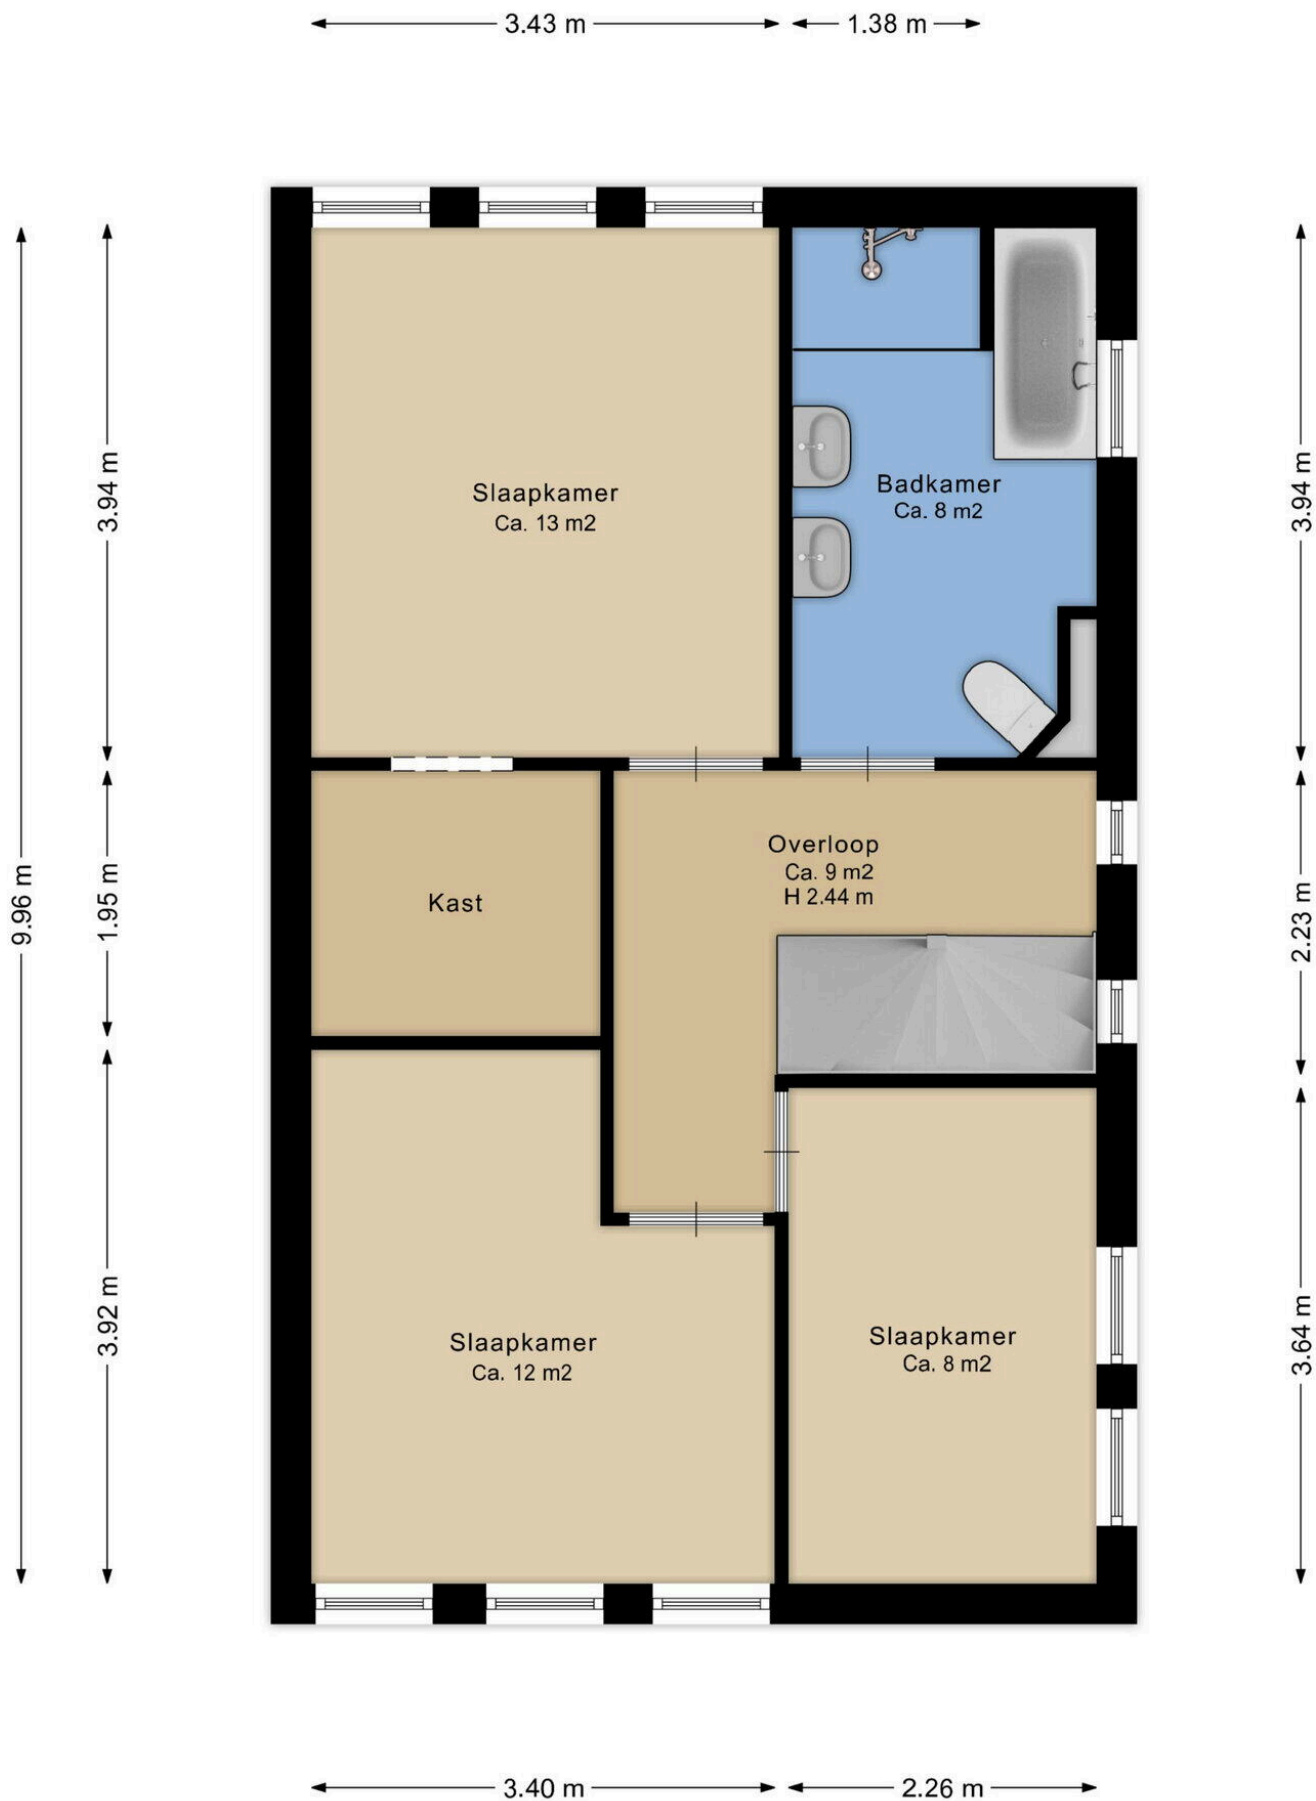 3.43 m
1.38 m
3.94 m
3.94 m
Slaapkamer
Ca. 13 m2
Badkamer
Ca. 8 m2
9.96 m
1.95 m
Kast
Overloop
Ca. 9 m2
H 2.44 m
2.23 m
3.92 m
Slaapkamer
Ca. 12 m2
Slaapkamer
Ca. 8 m2
3.64 m
3.40 m
2.26 m